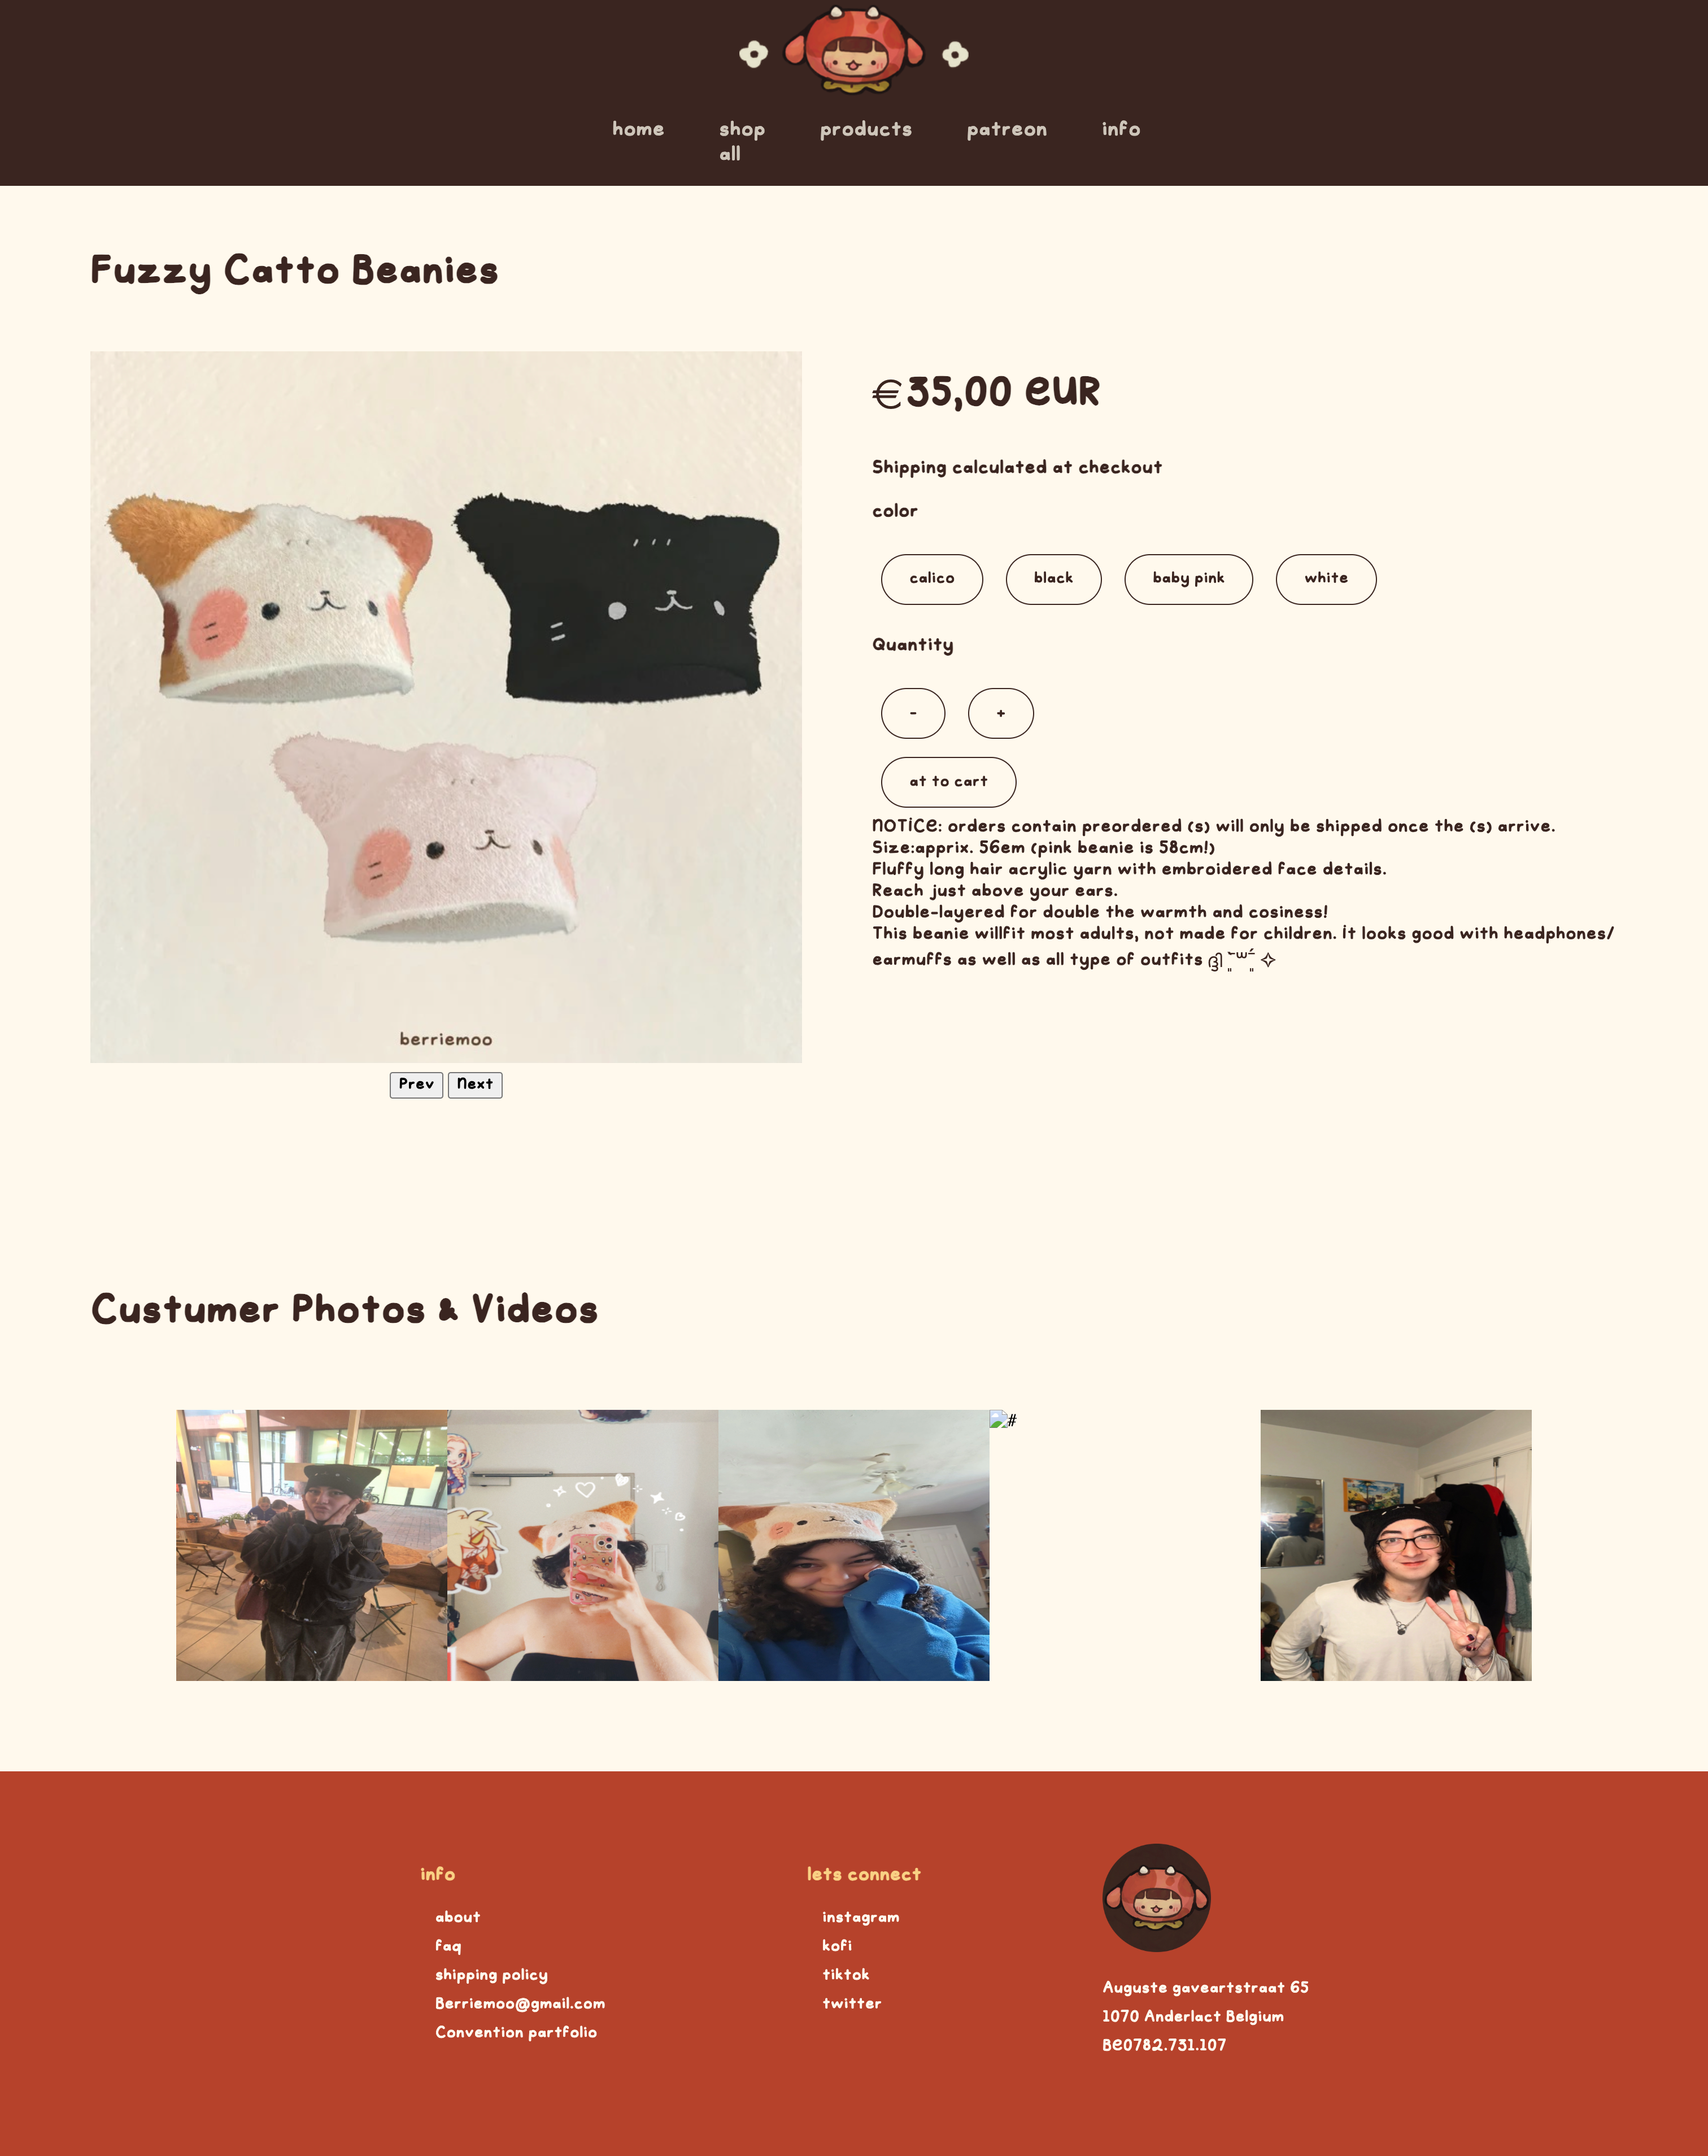 home
shop
all
products
patreon
info
Fuzzy Catto Beanies
berriemoo
Prev
Next
€35,00 EUR
Shipping calculated at checkout
color
calico
black
baby pink
white
Quantity
-
+
at to cart
NOTICE: orders contain preordered (s) will only be shipped once the (s) arrive.
Size:apprix. 56em (pink beanie is 58cm!)
Fluffy long hair acrylic yarn with embroidered face details.
Reach just above your ears.
Double-layered for double the warmth and cosiness!
This beanie willfit most adults, not made for children. It looks good with headphones/
earmuffs as well as all type of outfits
Custumer Photos & Videos
#
info
about
faq
shipping policy
Berriemoo@gmail.com
Convention partfolio
lets connect
instagram
kofi
tiktok
twitter
Auguste gaveartstraat 65
1070 Anderlact Belgium
BE0782.731.107